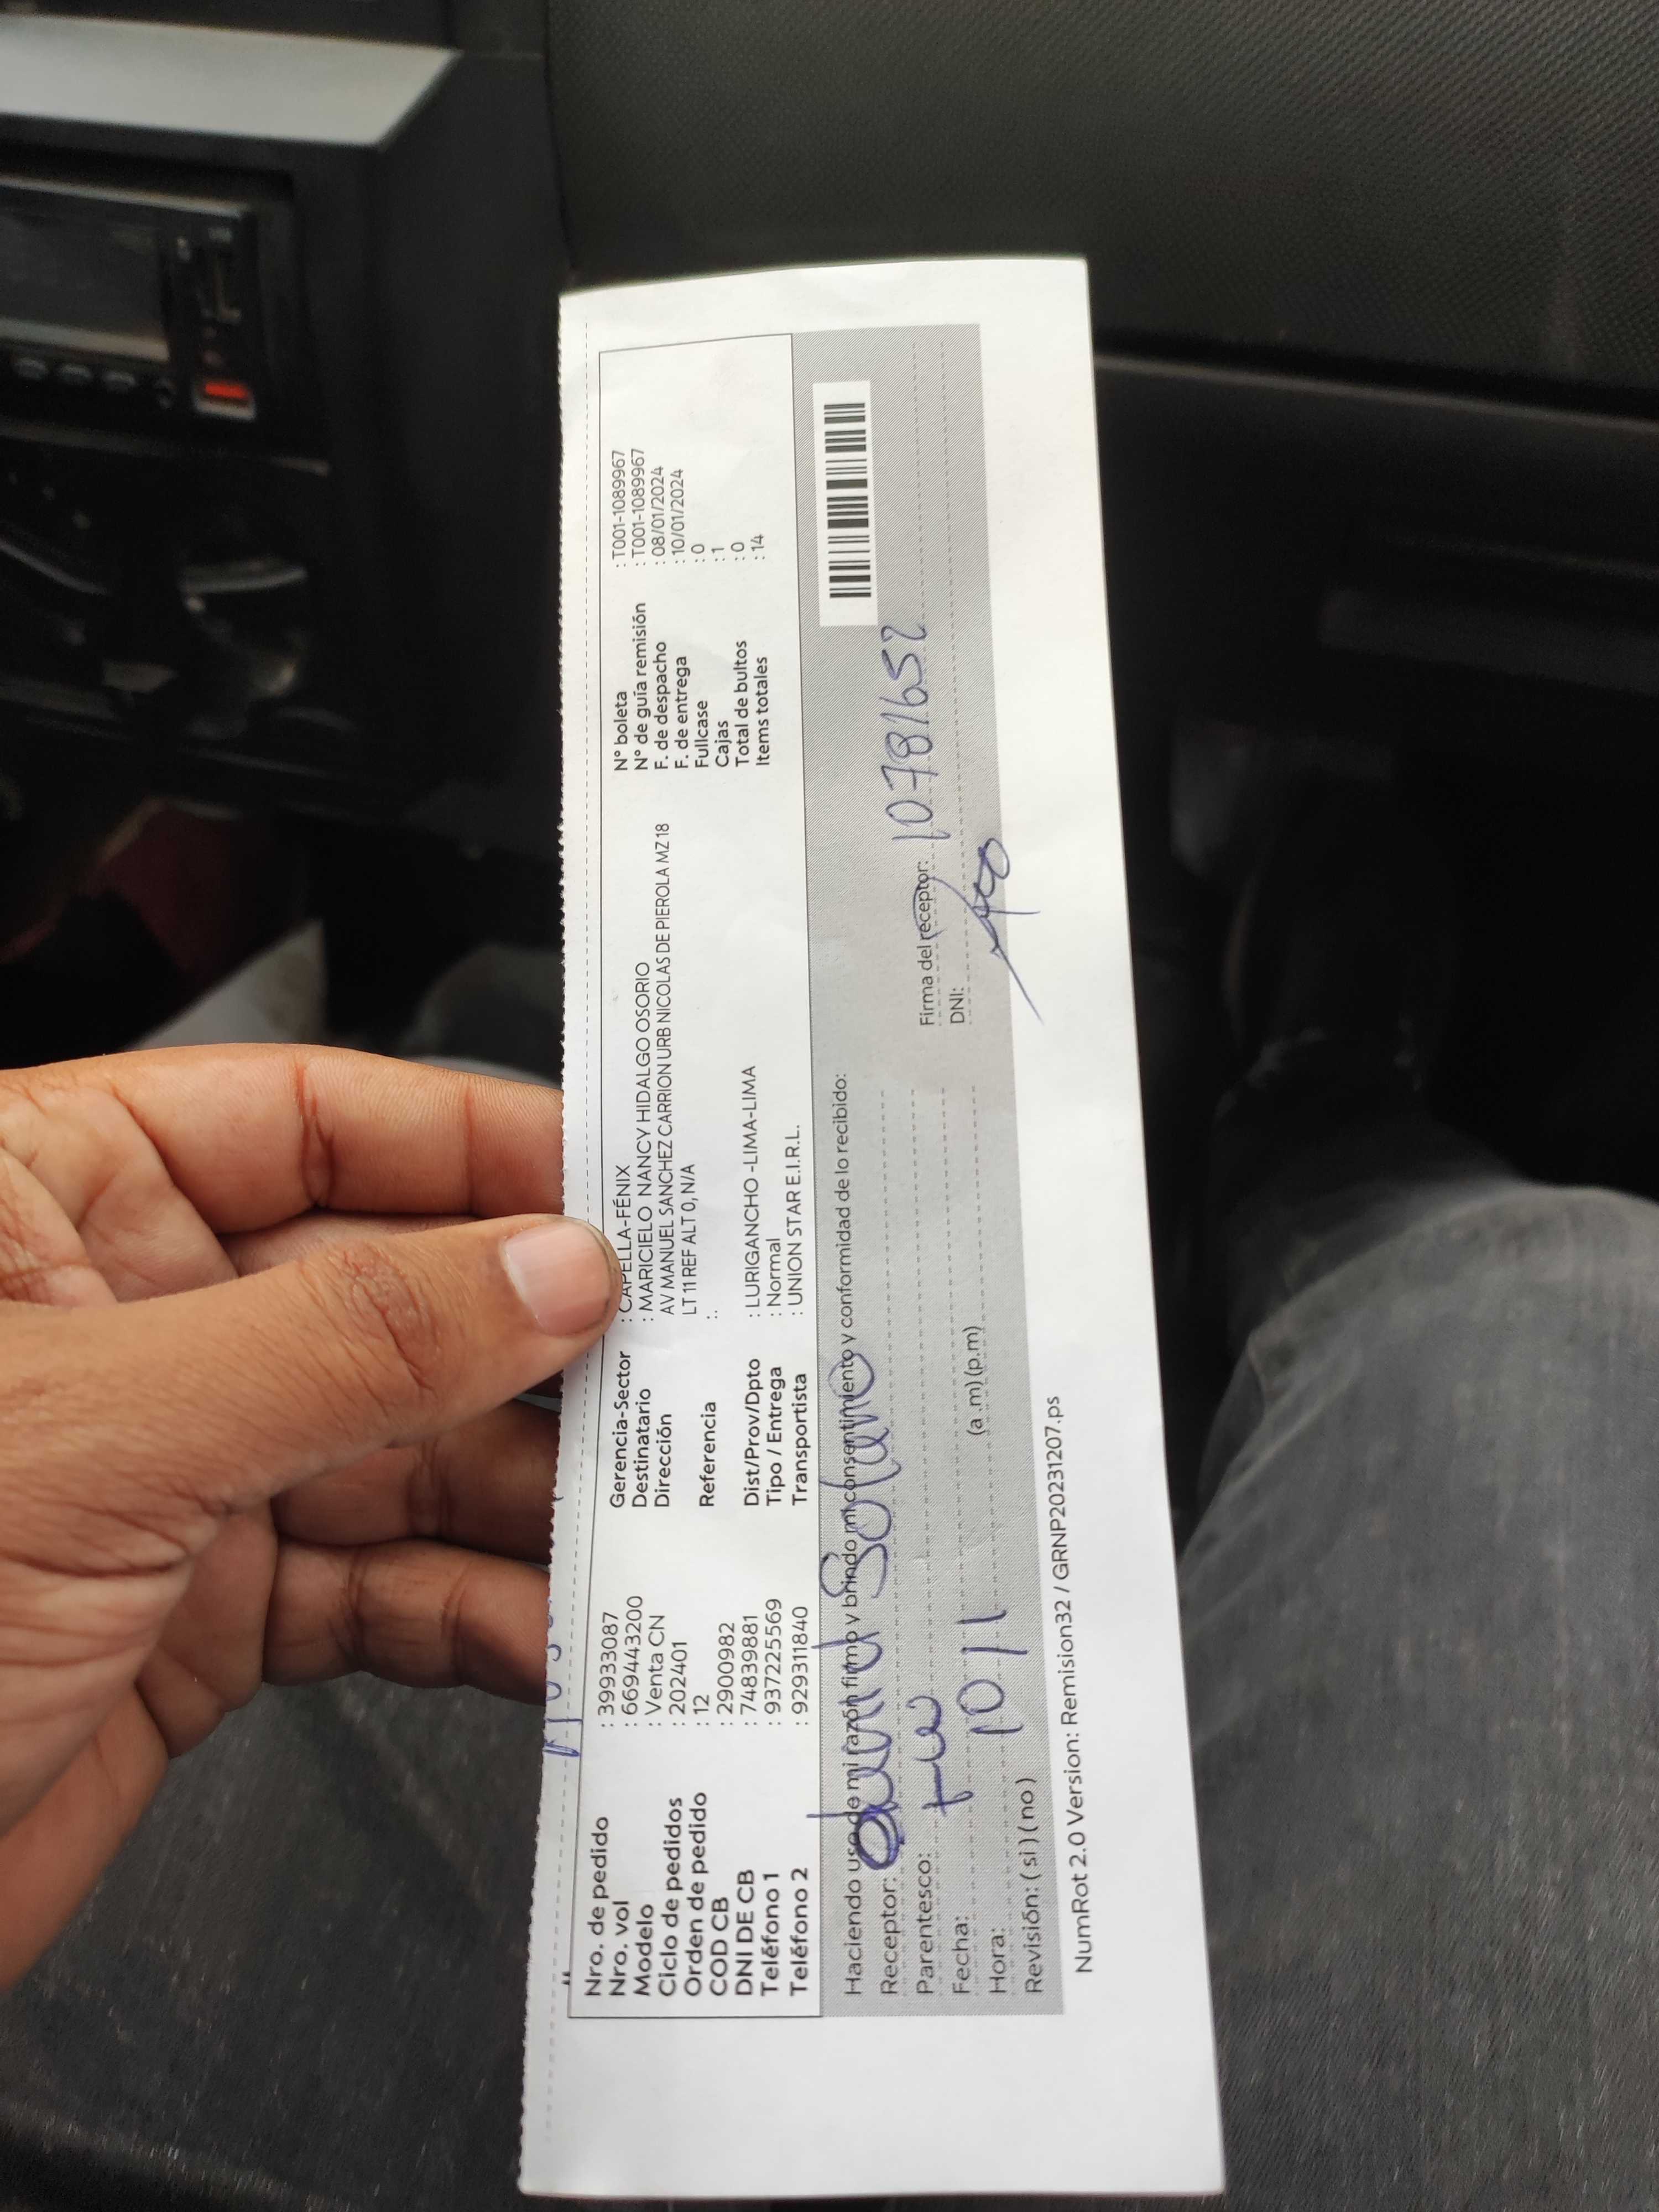 Nro. de pedido : 39933087
Nro. vol : 669443200
Modelo : Venta CN
Ciclo de pedidos : 202401
Orden de pedido : 12
COD CB : 2900982
DNI DE CB : 74839881
Teléfono 1 : 937225569
Teléfono 2 : 929311840
Gerencia-Sector : CAPELLA-FÉNIX
Destinatario : MARICIELO NANCY HIDALGO OSORIO
Dirección AV MANUEL SANCHEZ CARRION URB NICOLAS DE PIEROLA MZ 18
LT 11 REF ALT 0, N/A
Referencia :.
Dist/Prov/Dpto : LURIGANCHO -LIMA-LIMA
Tipo / Entrega : Normal
Transportista : UNION STAR E.I.R.L.
N° boleta : T001-1089967
N° de guía remisión : T001-1089967
F. de despacho : 08/01/2024
F. de entrega : 10/01/2024
Fullcase : 0
Cajas : 1
Total de bultos : 0
Items totales : 14
Haciendo uso de mi razón firmo y brindo mi consentimiento y conformidad de lo recibido:
Receptor: Solano
Parentesco:
Fecha: 10 / 1
Hora: (a .m) (p.m)
Revisión: ( si ) ( no )
Firma del receptor: 10781652
DNI:
NumRot 2.0 Version: Remision32 / GRNP20231207.ps